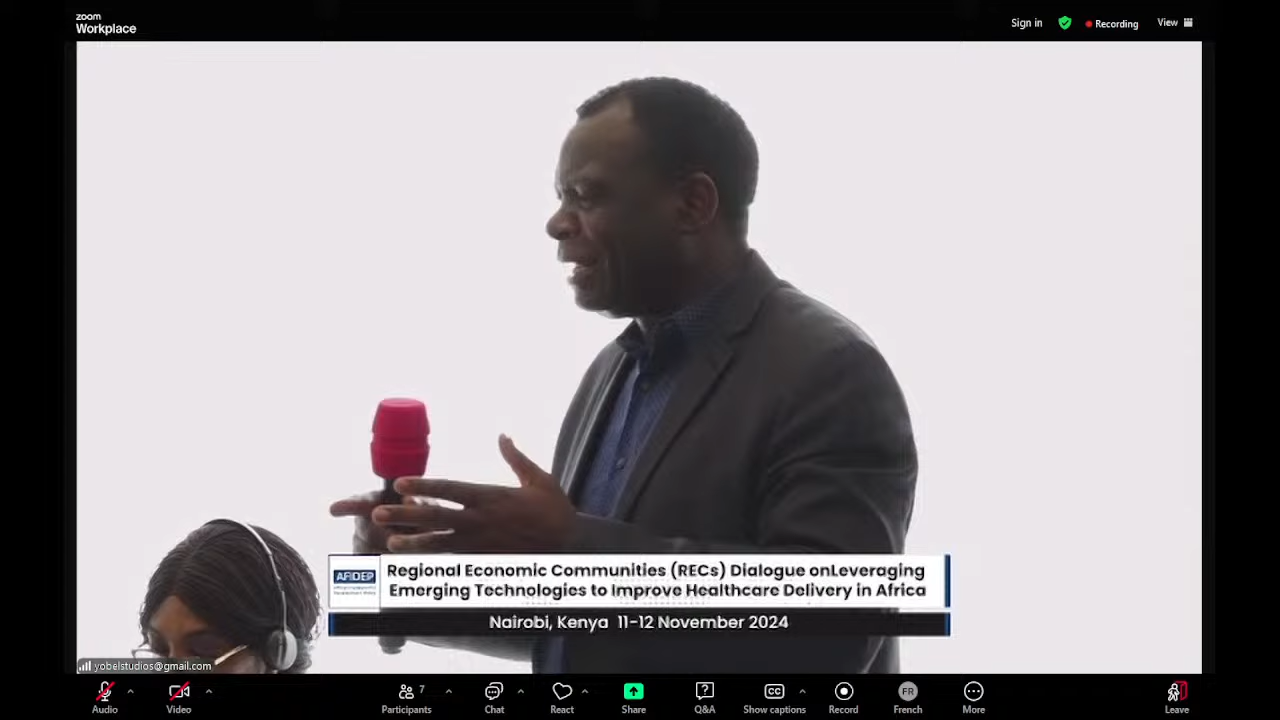 zoom
Workplace
Sign in
Recording
View
AFIDEP
Regional Economic Communities (RECs) Dialogue onLeveraging
Emerging Technologies to Improve Healthcare Delivery in Africa
Nairobi, Kenya 11-12 November 2024
yobelstudios@gmail.com
7
FR
Audio
Video
Participants
Chat
React
Share
Q&A
Show captions
Record
French
More
Leave